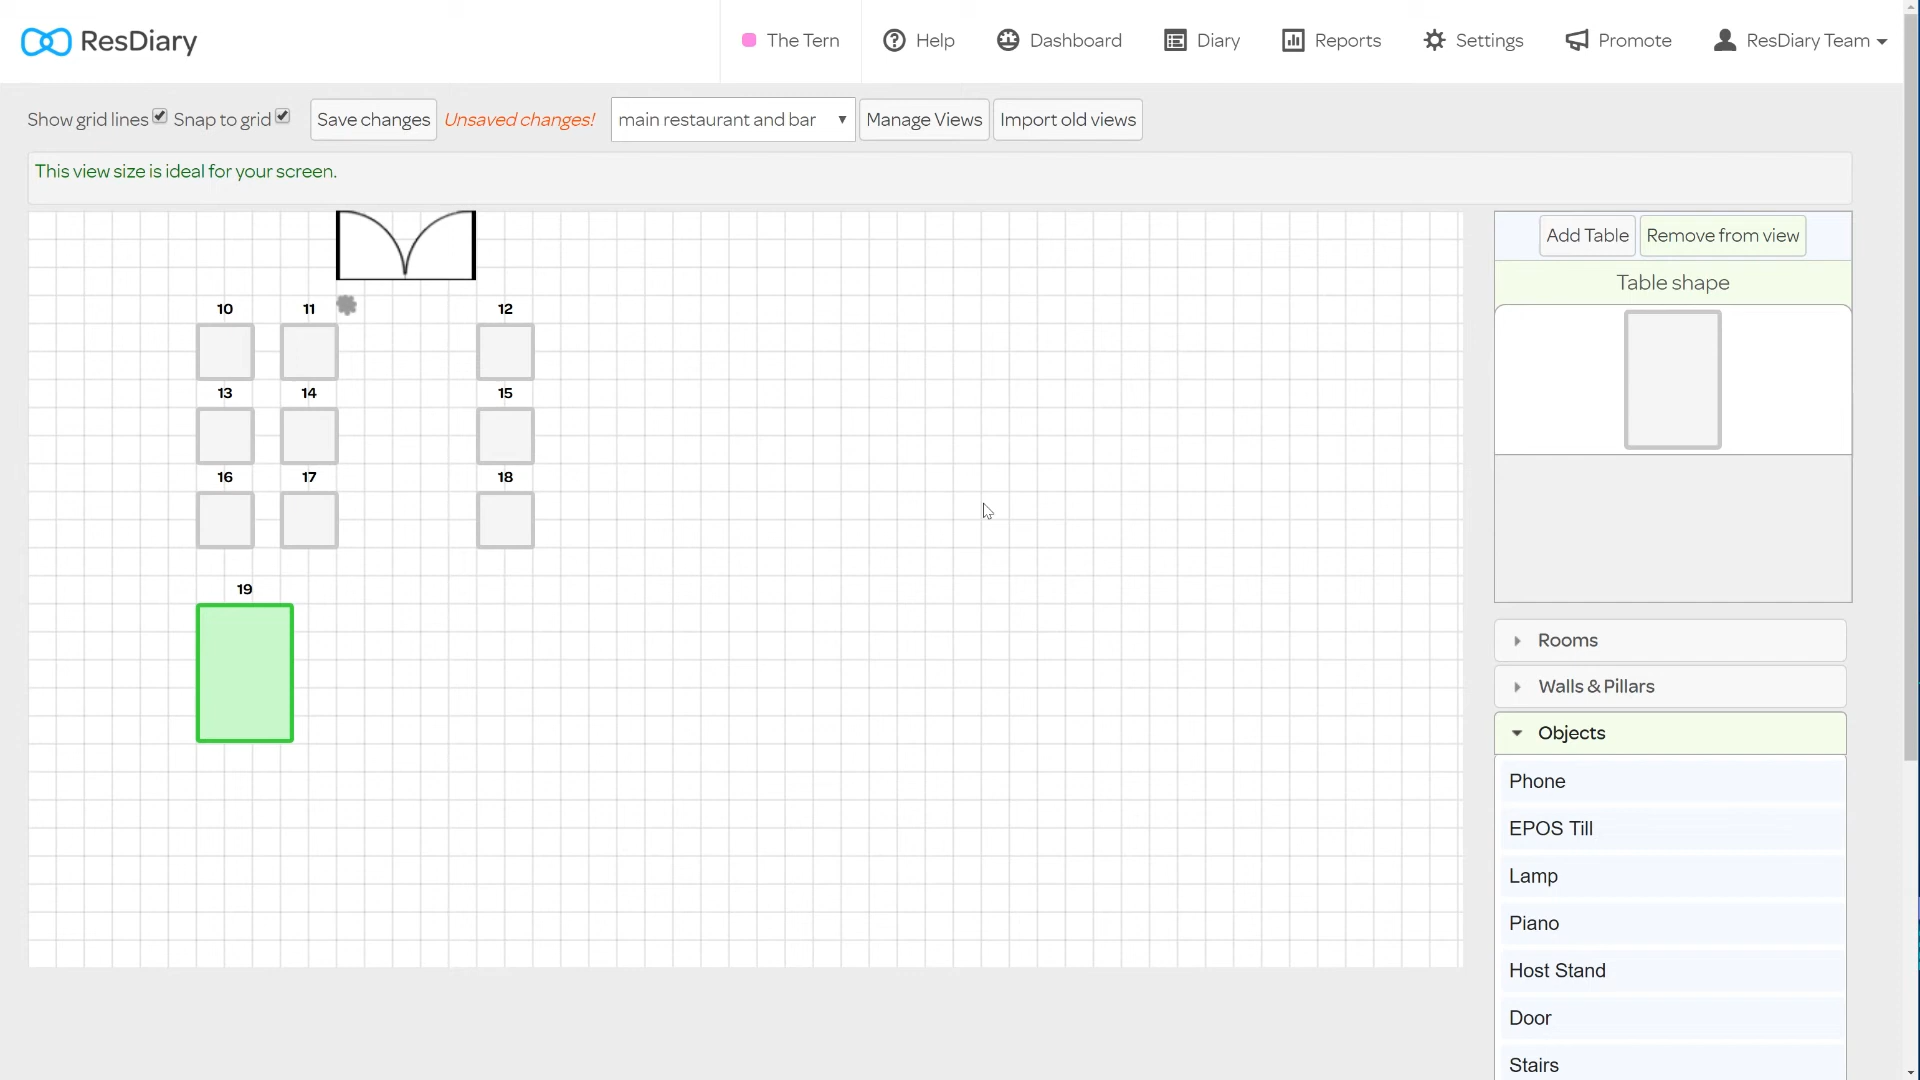 ResDiary
The Tern
Help
Dashboard
Diary
Reports
Settings
Promote
ResDiary Team
Show grid lines
Snap to grid
Save changes
Unsaved changes!
main restaurant and bar
Manage Views
Import old views
This view size is ideal for your screen.
Add Table
Remove from view
Table shape
10
11
12
13
14
15
16
17
18
19
Rooms
Walls & Pillars
Objects
Phone
EPOS Till
Lamp
Piano
Host Stand
Door
Stairs